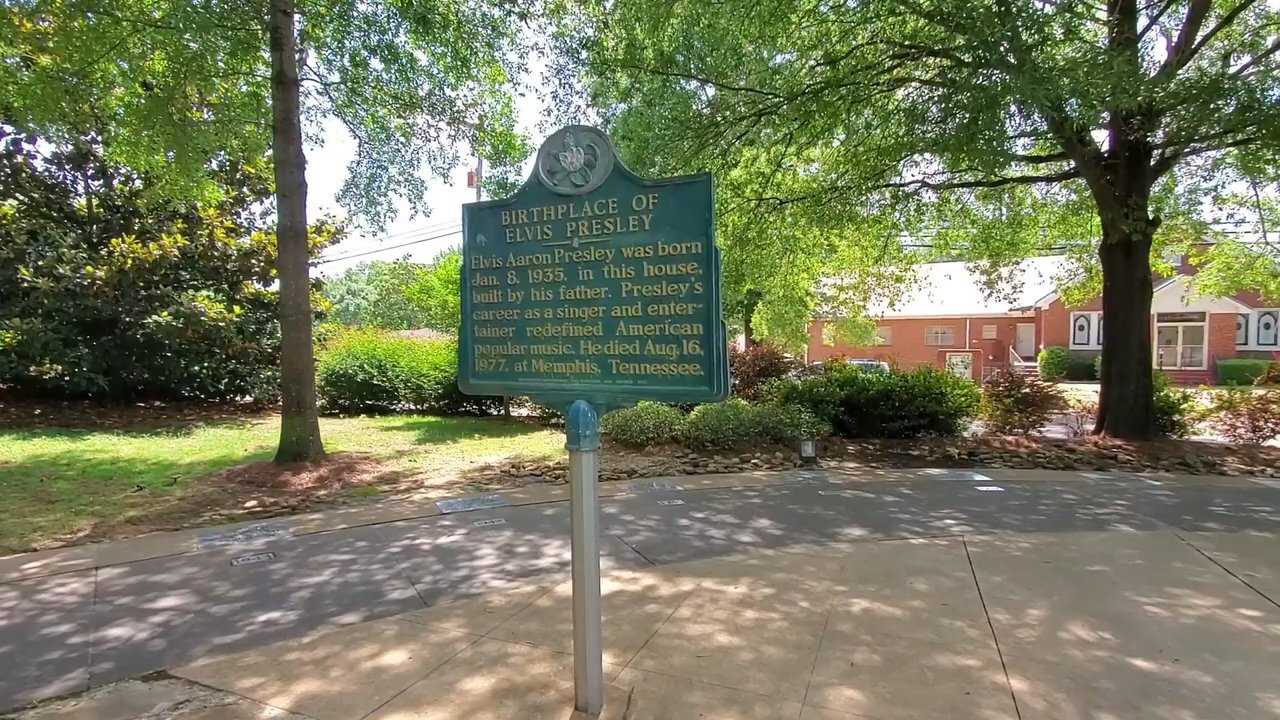 BIRTHPLACE OF
ELVIS PRESLEY
Elvis Aaron Presley was born
Jan. 8, 1935, in this house,
built by his father. Presley's
career as a singer and enter-
tainer redefined American
popular music. He died Aug. 16,
1977, at Memphis, Tennessee.